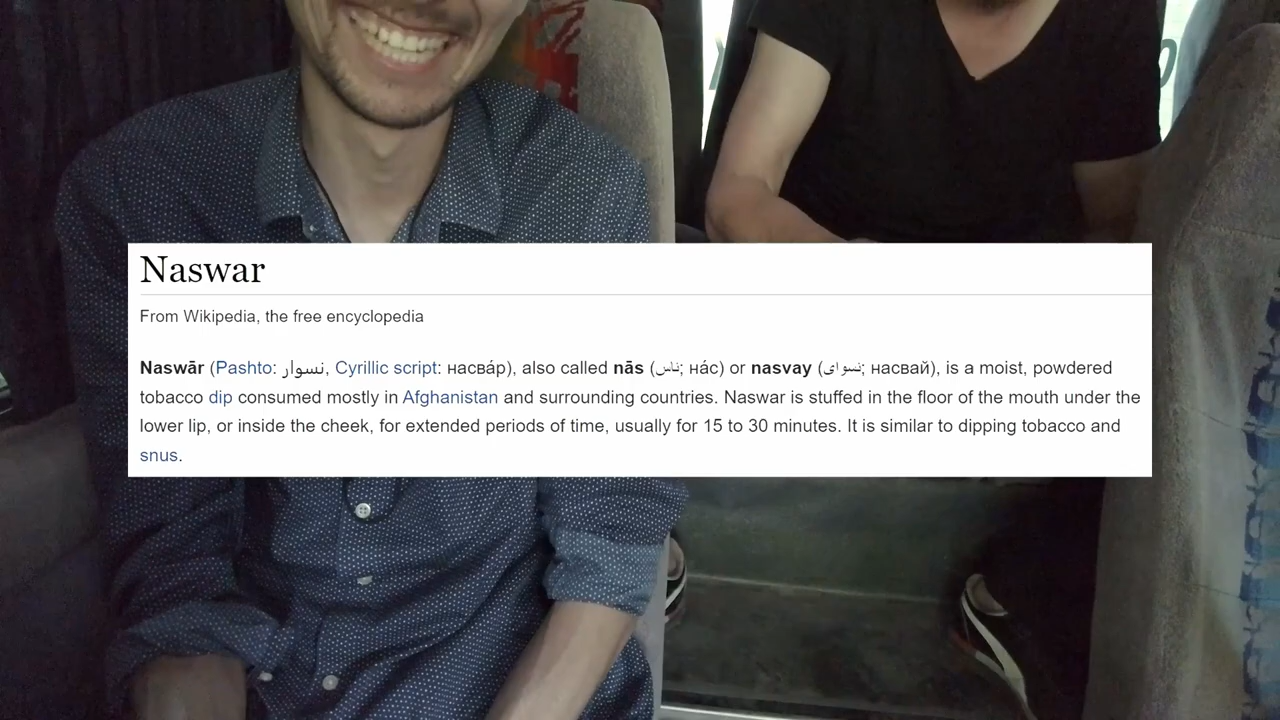 Naswar
From Wikipedia, the free encyclopedia
Naswār (Pashto: نسوار, Cyrillic script: насва́р), also called nās (ناس; на́с) or nasvay (نسوای; насвай), is a moist, powdered
tobacco dip consumed mostly in Afghanistan and surrounding countries. Naswar is stuffed in the floor of the mouth under the
lower lip, or inside the cheek, for extended periods of time, usually for 15 to 30 minutes. It is similar to dipping tobacco and
snus.